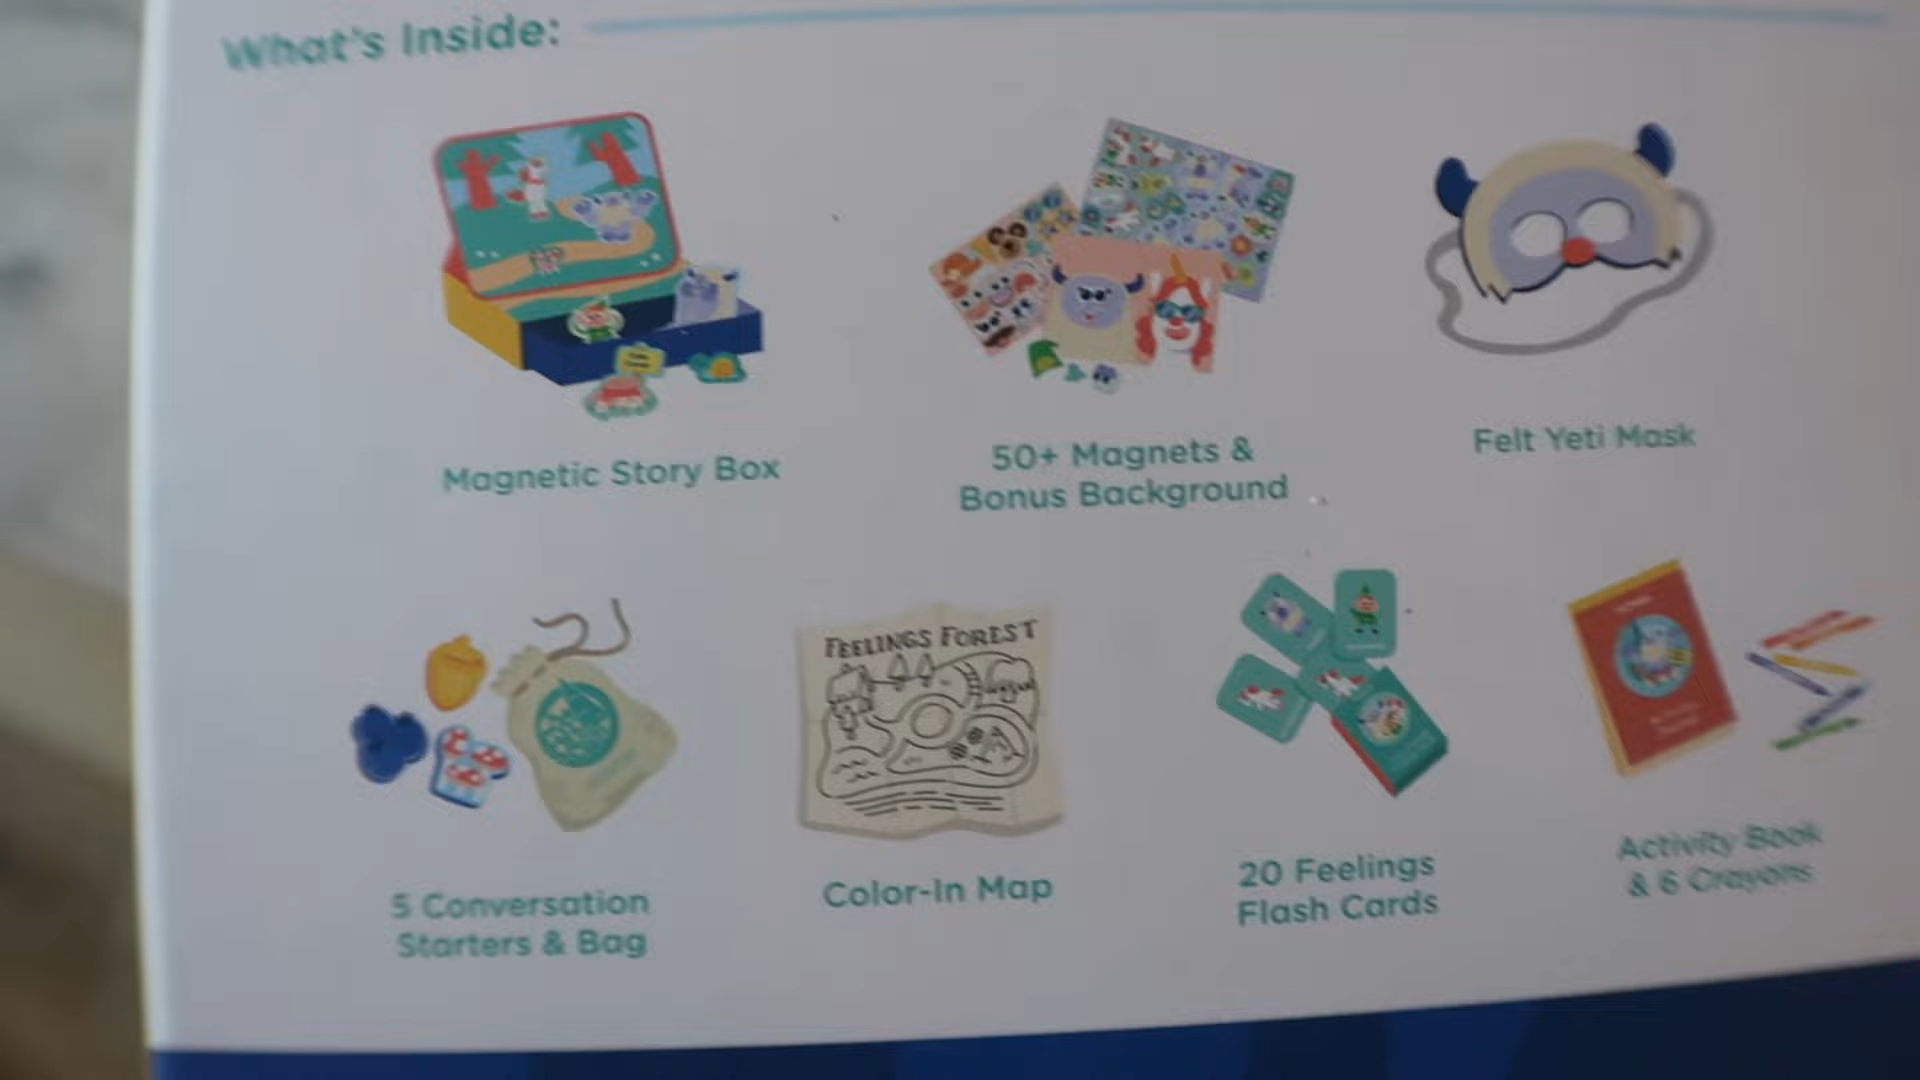 What's Inside:
Magnetic Story Box
50+ Magnets &
Bonus Background
Felt Yeti Mask
FEELINGS FOREST
5 Conversation
Starters & Bag
Color-In Map
20 Feelings
Flash Cards
Activity Book
& 6 Crayons